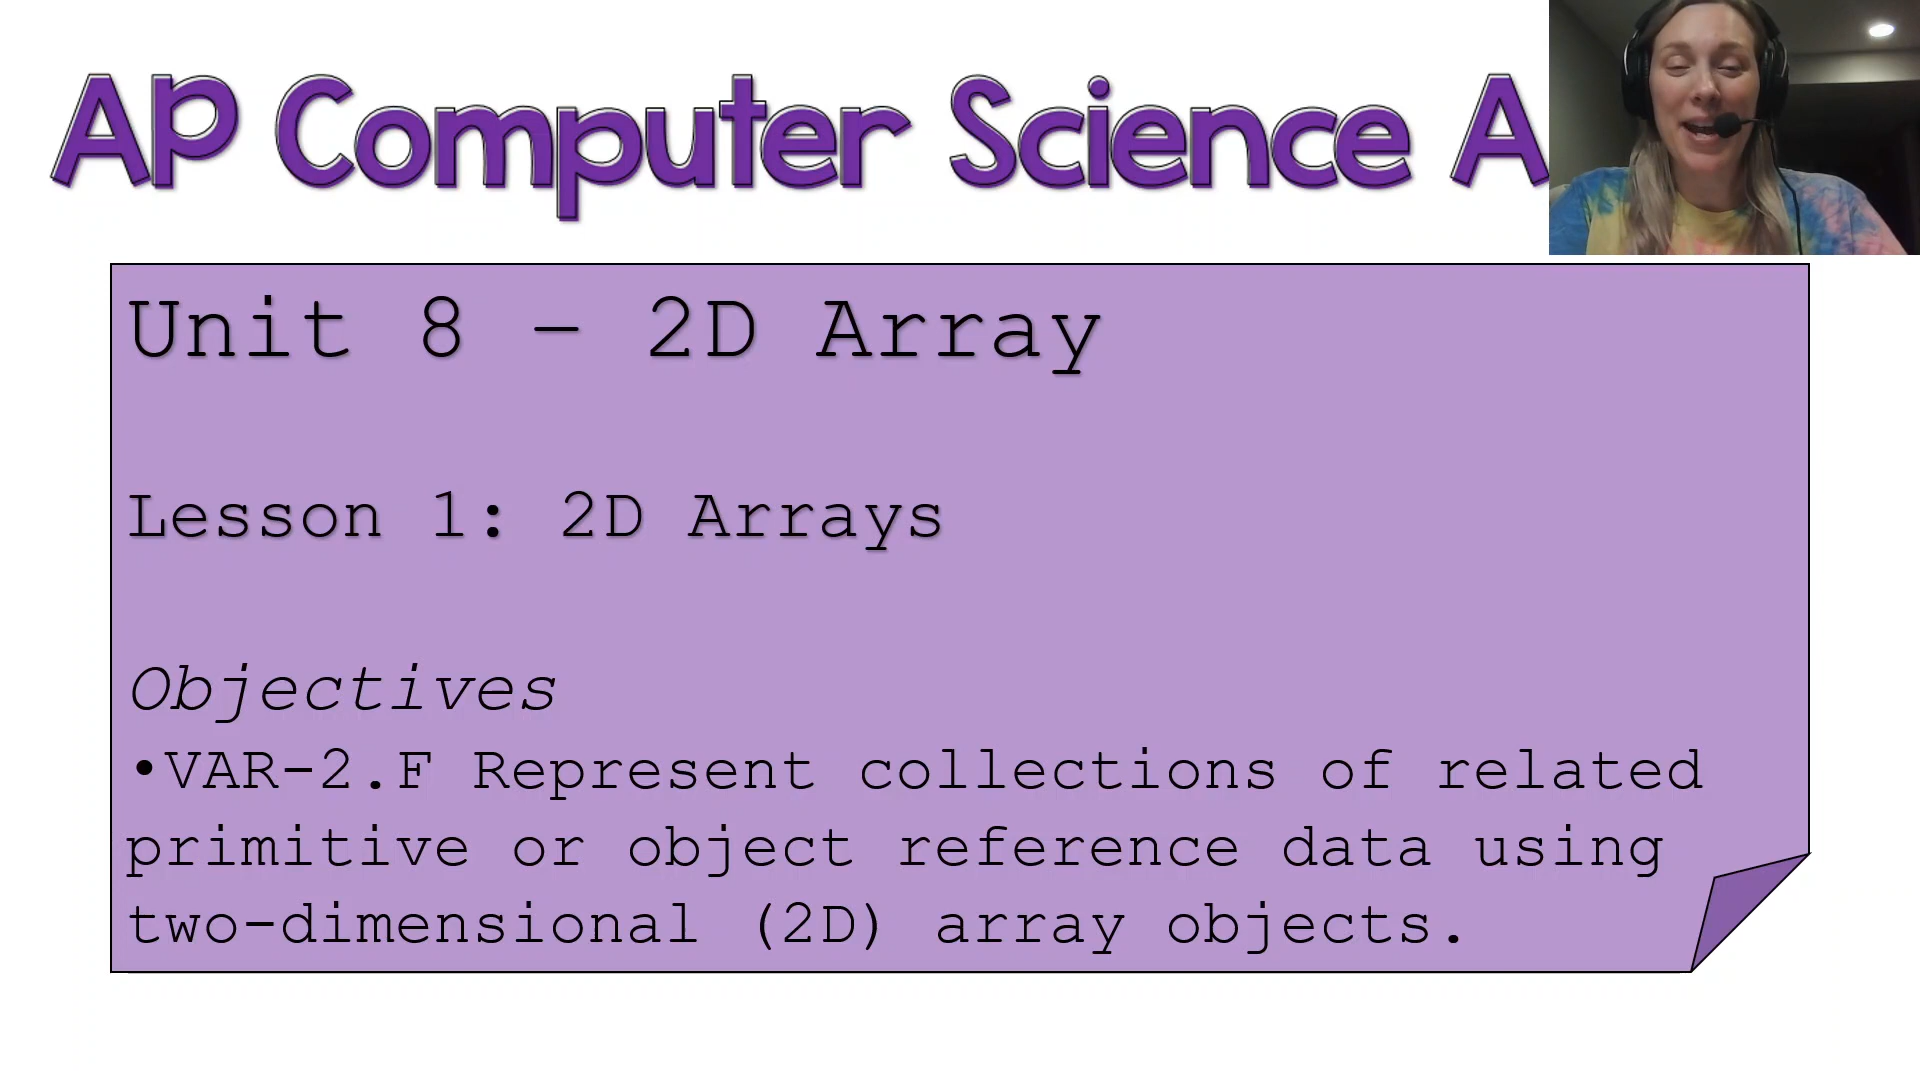 Ap Computer Science A
Unit 8 – 2D Array
Lesson 1: 2D Arrays
Objectives
•VAR-2.F Represent collections of related
primitive or object reference data using
two-dimensional (2D) array objects.